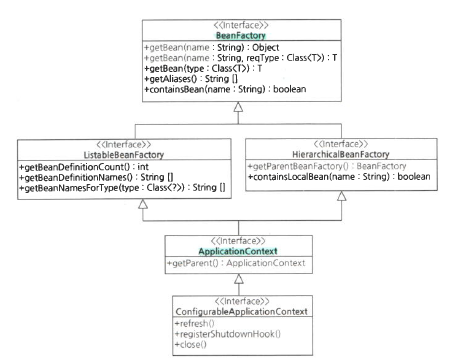 <<Interface>>
BeanFactory
+getBean(name : String) : Object
+getBean(name : String, reqType : Class<T>) : T
+getBean(type : Class<T>) : T
+getAliases() : String []
+containsBean(name : String) : boolean
<<Interface>>
ListableBeanFactory
+getBeanDefinitionCount() : int
+getBeanDefinitionNames() : String []
+getBeanNamesForType(type : Class<?>) : String []
<<Interface>>
HierarchicalBeanFactory
+getParentBeanFactory() : BeanFactory
+containsLocalBean(name : String) : boolean
<<Interface>>
ApplicationContext
+getParent() : ApplicationContext
<<Interface>>
ConfigurableApplicationContext
+refresh()
+registerShutdownHook()
+close()